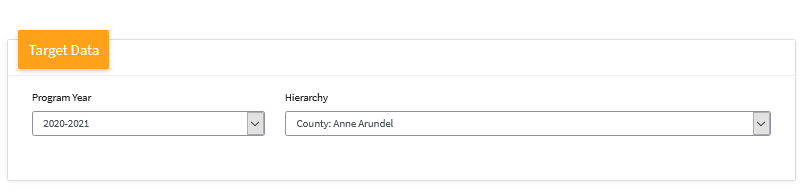 Target Data
Program Year
Hierarchy
2020-2021
County: Anne Arundel